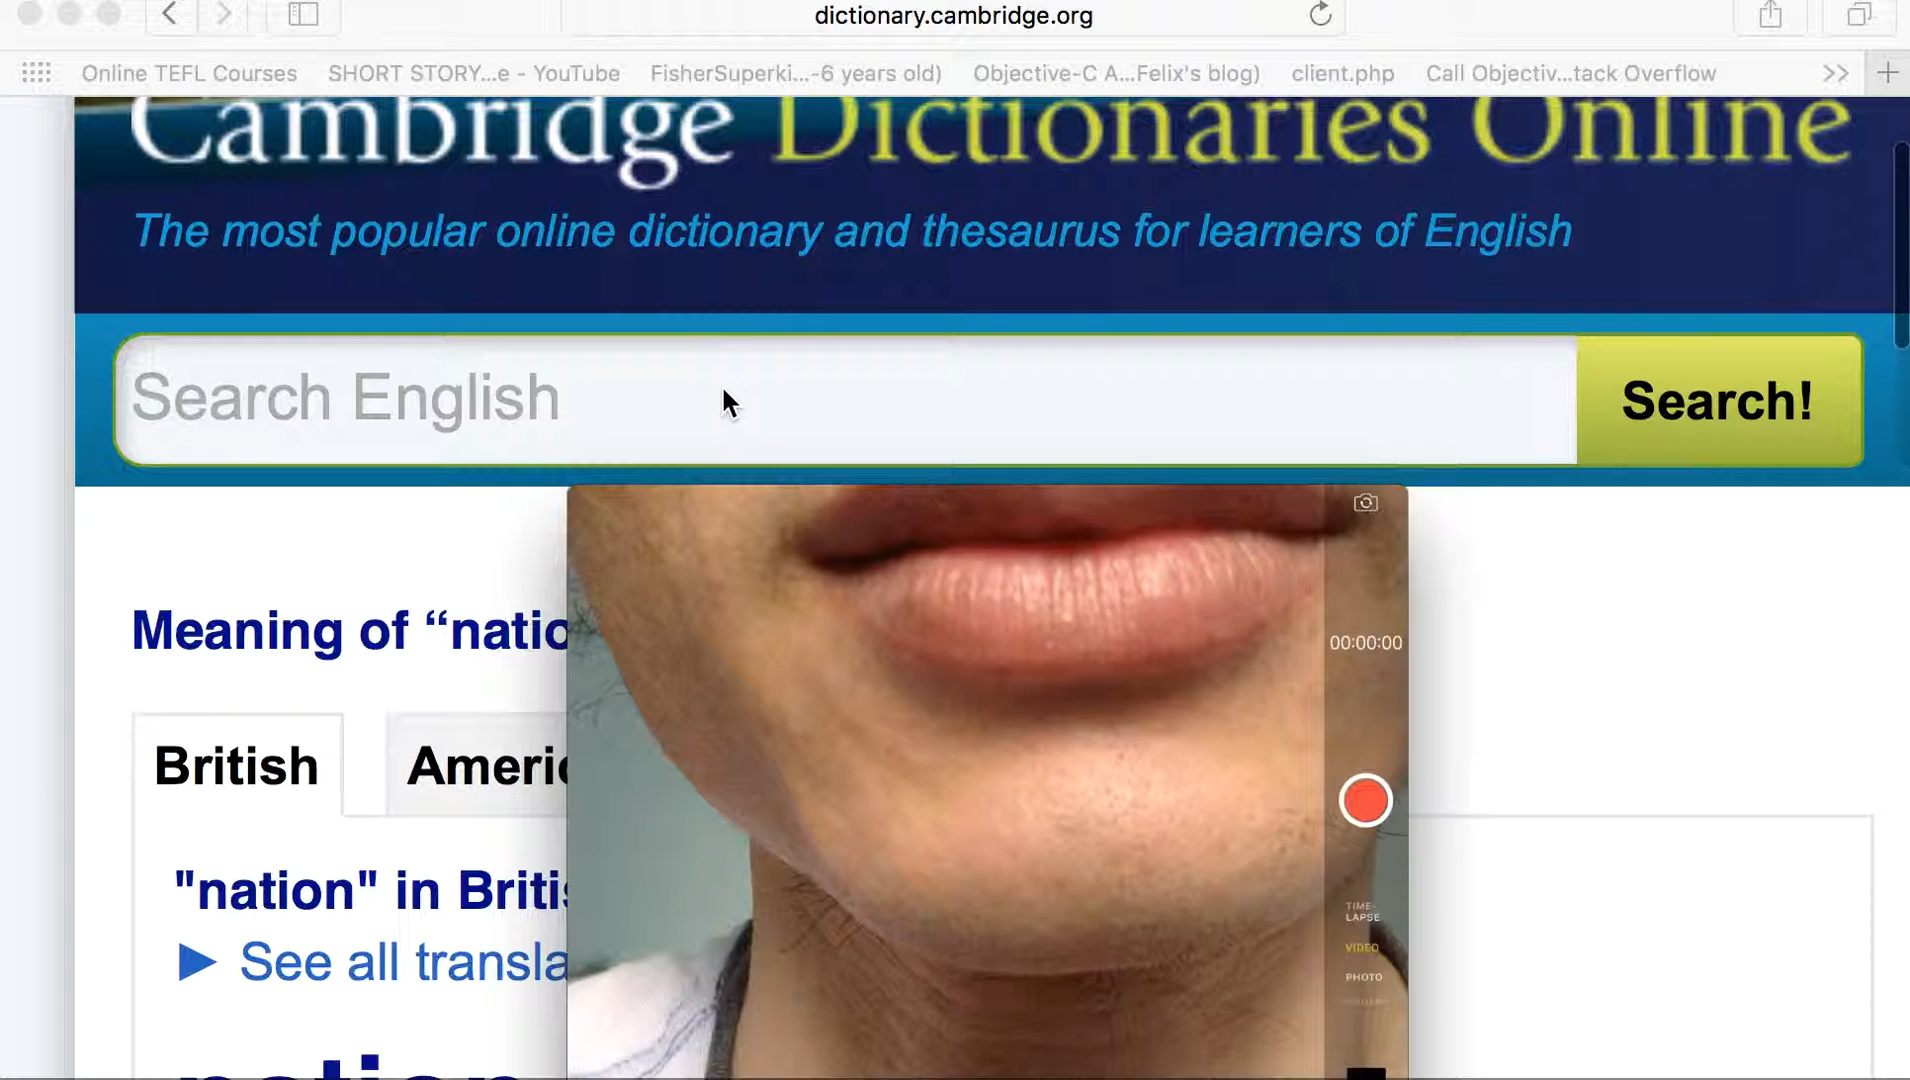 dictionary.cambridge.org
Online TEFL Courses SHORT STORY...e - YouTube FisherSuperki...-6 years old) Objective-C A...Felix's blog) client.php Call Objectiv...tack Overflow >> +
Cambridge Dictionaries Online
The most popular online dictionary and thesaurus for learners of English
Search English Search!
Meaning of “natio
00:00:00
British Americ
"nation" in Britis
TIME-
LAPSE
VIDEO
See all transla
PHOTO
nation